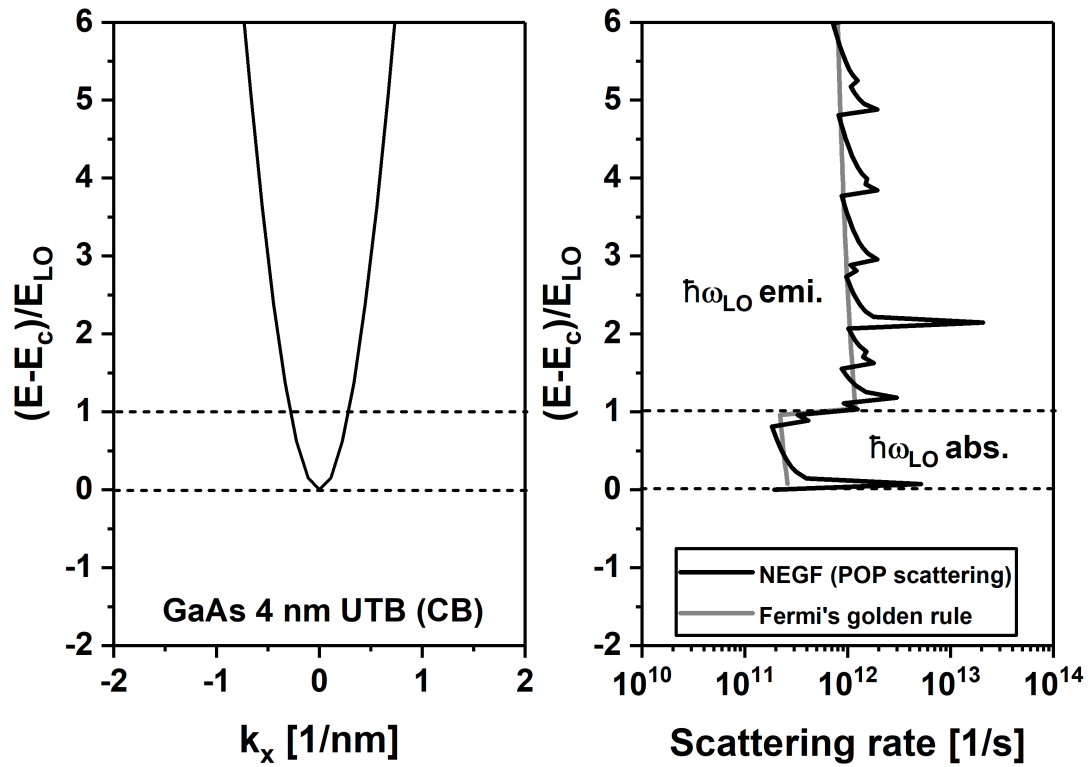 6
5
4
3
2
1
0
-1
-2
(E-E_c)/E_LO
-2 -1 0 1 2
k_x [1/nm]
GaAs 4 nm UTB (CB)
6
5
4
3
2
1
0
-1
-2
(E-E_c)/E_LO
ħω_LO emi.
ħω_LO abs.
NEGF (POP scattering)
Fermi's golden rule
10^10 10^11 10^12 10^13 10^14
Scattering rate [1/s]